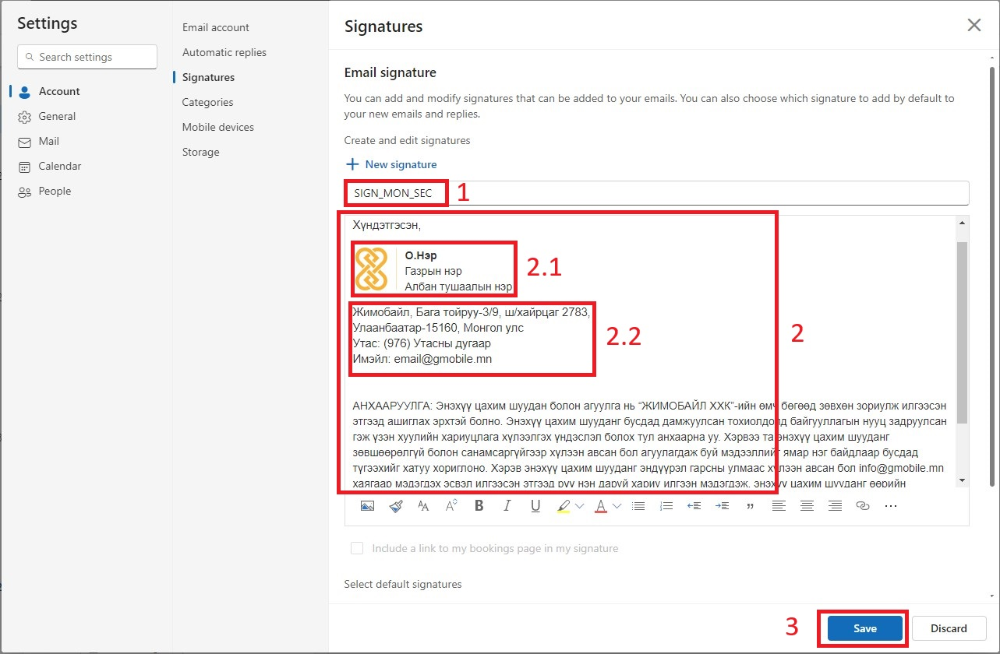 Settings
Search settings
Account
General
Mail
Calendar
People
Email account
Automatic replies
Signatures
Categories
Mobile devices
Storage
Signatures
Email signature
You can add and modify signatures that can be added to your emails. You can also choose which signature to add by default to
your new emails and replies.
Create and edit signatures
New signature
SIGN_MON_SEC 1
Хүндэтгэсэн,
О.Нэр
Газрын нэр
Албан тушаалын нэр
2.1
Жимобайл, Бага тойруу-3/9, ш/хайрцаг 2783,
Улаанбаатар-15160, Монгол улс
Утас: (976) Утасны дугаар
Имэйл: email@gmobile.mn
2.2
2
АНХААРУУЛГА: Энэхүү цахим шуудан болон агуулга нь “ЖИМОБАЙЛ ХХК”-ийн өмч бөгөөд зөвхөн зориулж илгээсэн
этгээд ашиглах эрхтэй болно. Энэхүү цахим шууданг бусдад дамжуулсан тохиолдолд байгууллагын нууц задруулсан
гэж үзэн хуулийн хариуцлага хүлээлгэх үндэслэл болох тул анхаарна уу. Хэрвээ та энэхүү цахим шууданг
зөвшөөрөлгүй болон санамсаргүйгээр хүлээн авсан бол агуулагдаж буй мэдээллийг ямар нэг байдлаар бусдад
түгээхийг хатуу хориглоно. Хэрэв энэхүү цахим шууданг эндүүрэл гарсны улмаас хүлээн авсан бол info@gmobile.mn
хаягаар мэдэгдэх эсвэл илгээсэн этгээд рүү нэн даруй хариу илгээн мэдэгдэж, энэхүү цахим шууданг өөрийн
Include a link to my bookings page in my signature
Select default signatures
3
Save
Discard